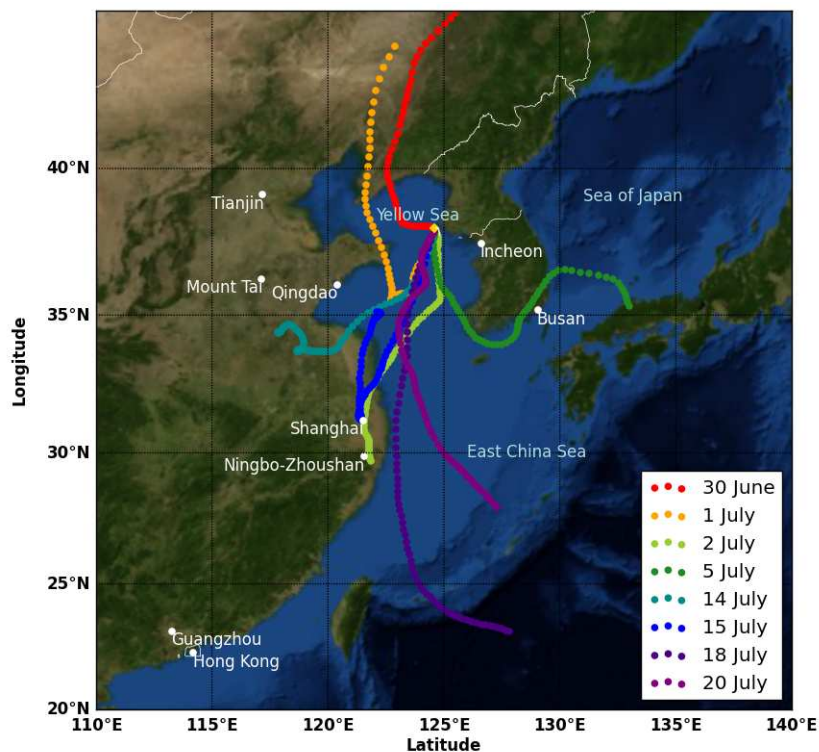 40°N
35°N
30°N
25°N
20°N
110°E
115°E
120°E
125°E
130°E
135°E
140°E
Longitude
Latitude
Tianjin
Yellow Sea
Sea of Japan
Incheon
Mount Tai
Qingdao
Busan
Shanghai
East China Sea
Ningbo-Zhoushan
Guangzhou
Hong Kong
30 June
1 July
2 July
5 July
14 July
15 July
18 July
20 July